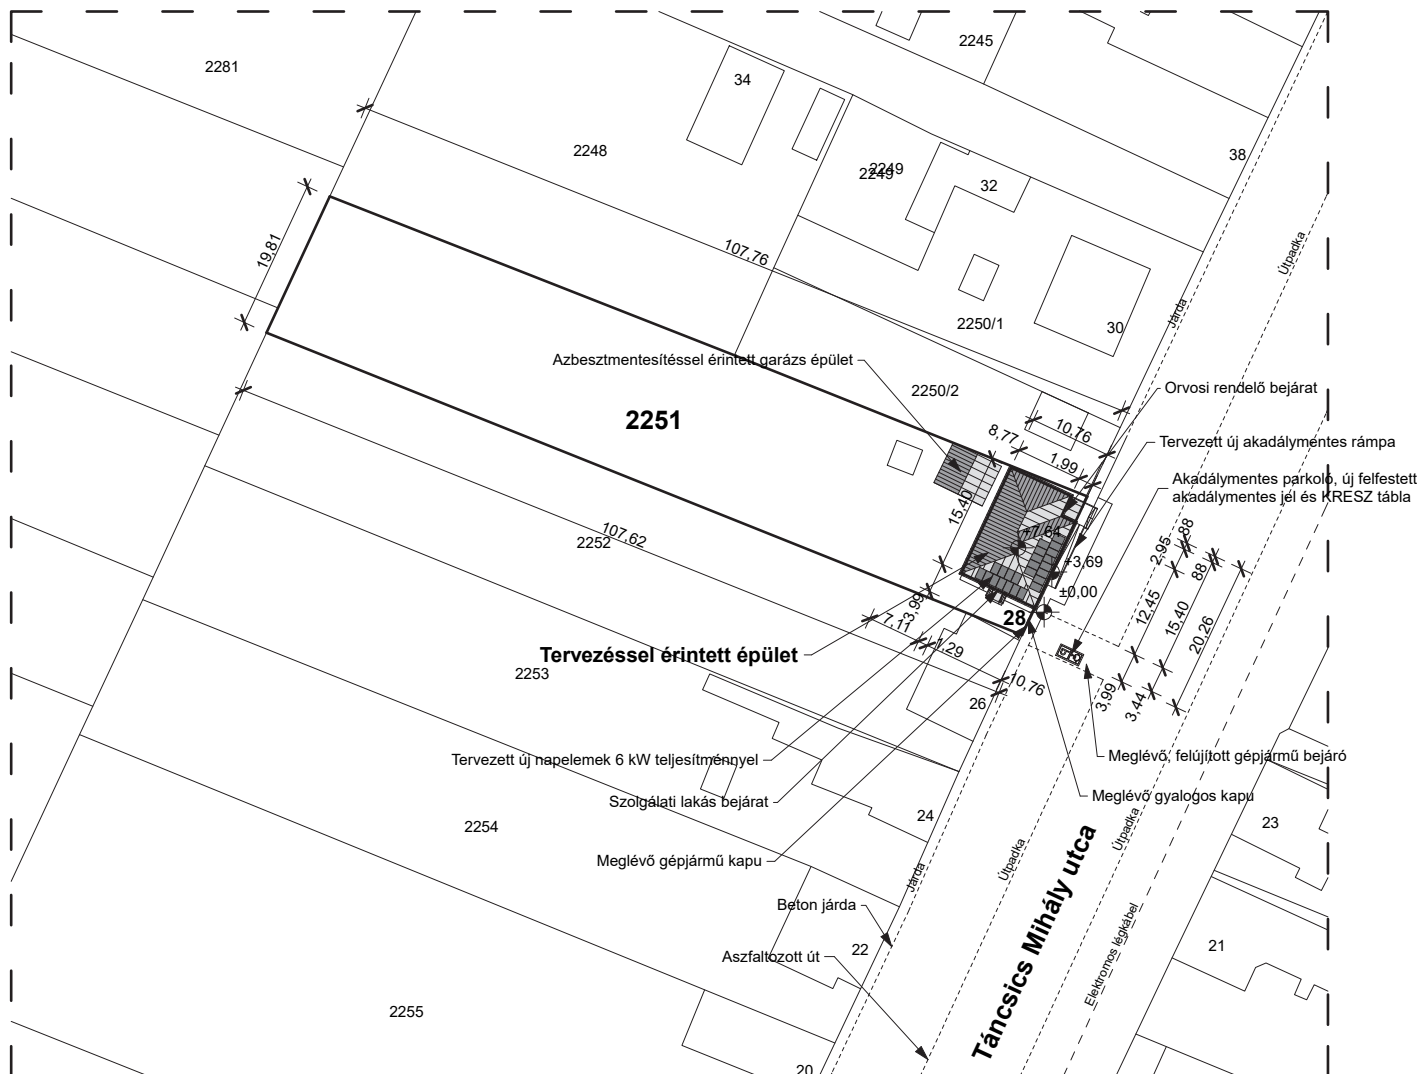 2245
2281
34
2248
38
2249
2249
32
Útpadka
19,81
107,76
Járda
2250/1
30
Azbesztmentesítéssel érintett garázs épület
2250/2
Orvosi rendelő bejárat
2251
8,77
10,76
Tervezett új akadálymentes rámpa
1,99
Akadálymentes parkoló, új felfestett
akadálymentes jel és KRESZ tábla
15,40
107,62
2252
+7,64
88
2,95
+3,69
88
±0,00
12,45
15,40
20,26
3,99
28
7,11
1,29
Tervezéssel érintett épület
2253
10,76
3,99
3,44
26
Tervezett új napelemek 6 kW teljesítménnyel
Meglévő, felújított gépjármű bejáró
Szolgálati lakás bejárat
Meglévő gyalogos kapu
24
23
2254
Meglévő gépjármű kapu
Útpadka
Útpadka
Járda
Táncsics Mihály utca
Beton járda
Elektromos légkábel
22
21
Aszfaltozott út
2255
20